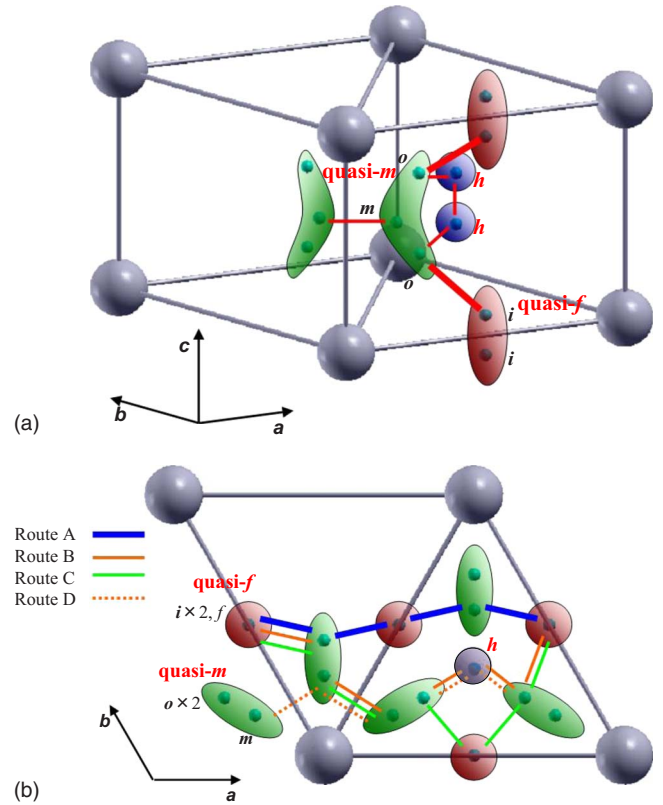 o
quasi-m
h
m
h
o
quasi-f
i
i
c
b
a
(a)
Route A
Route B
Route C
Route D
quasi-f
i × 2, f
h
quasi-m
o × 2
m
b
a
(b)